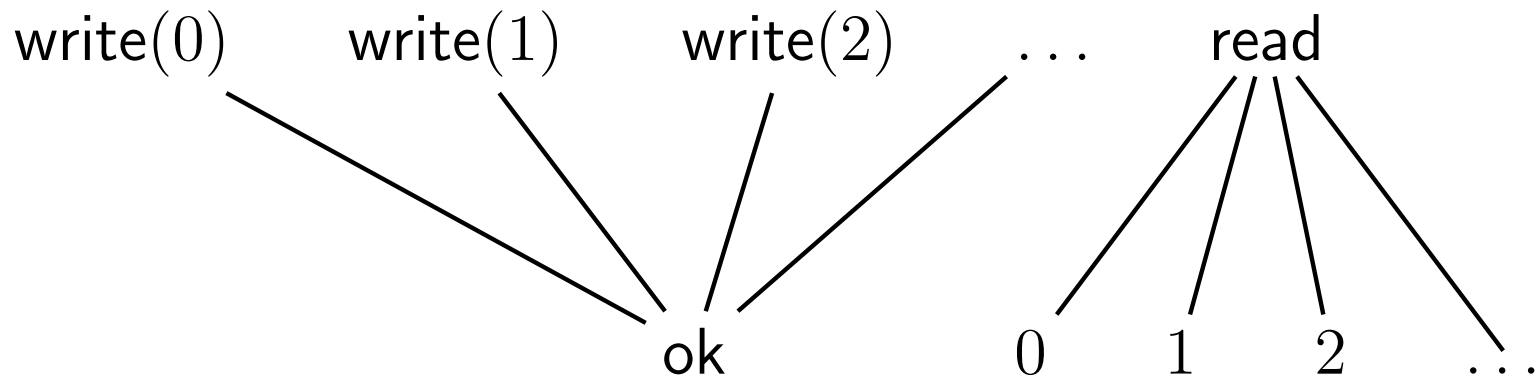 write(0) write(1) write(2) ... read
ok 0 1 2 ...